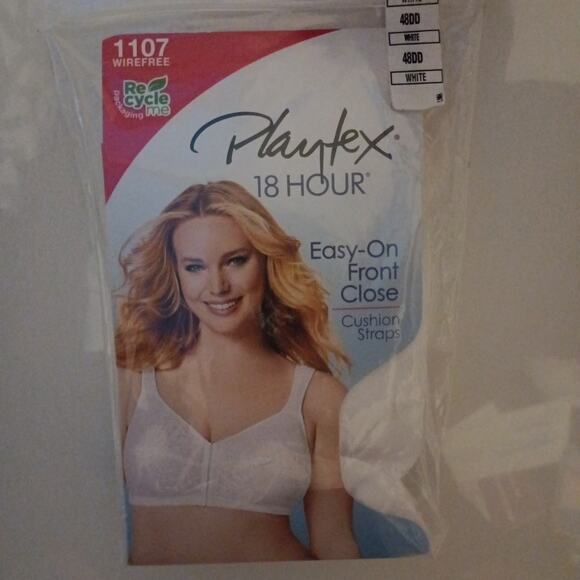 48DD
WHITE
48DD
WHITE
1107
WIREFREE
Re
cycle
me
packaging
Playtex®
18 HOUR®
Easy-On
Front
Close
Cushion
Straps